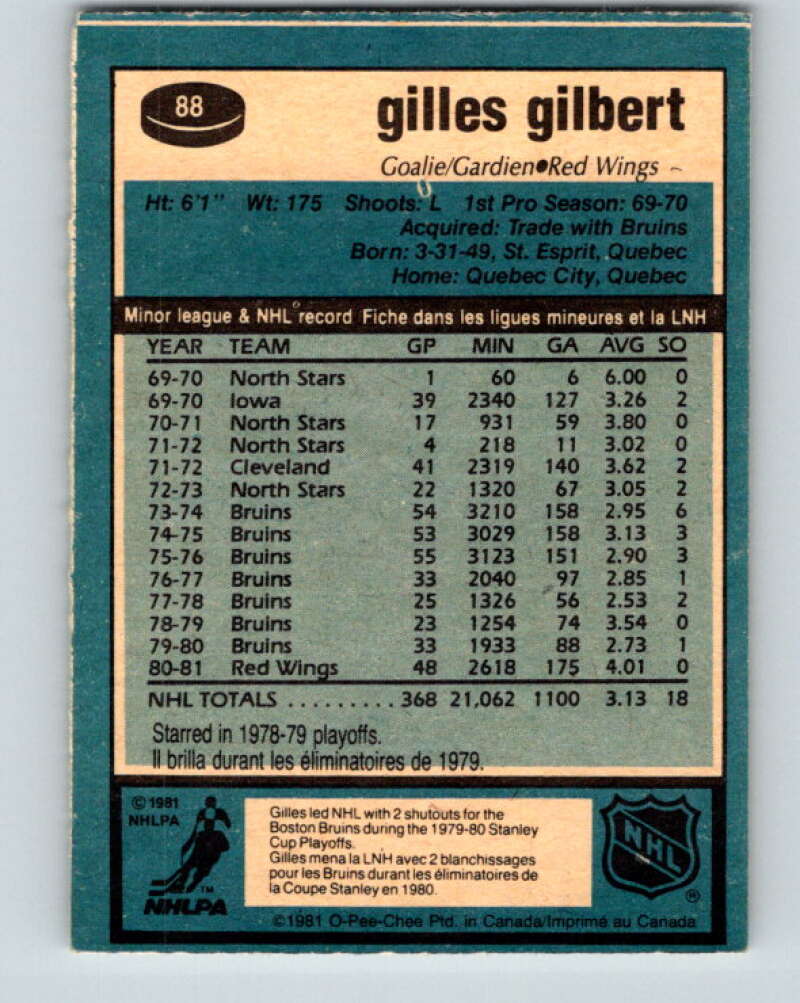 88
gilles gilbert
Goalie/Gardien●Red Wings
Ht: 6'1" Wt: 175 Shoots: L 1st Pro Season: 69-70
Acquired: Trade with Bruins
Born: 3-31-49, St. Esprit, Quebec
Home: Quebec City, Quebec
Minor league & NHL record Fiche dans les ligues mineures et la LNH
YEAR TEAM GP MIN GA AVG SO
69-70 North Stars 1 60 6 6.00 0
69-70 Iowa 39 2340 127 3.26 2
70-71 North Stars 17 931 59 3.80 0
71-72 North Stars 4 218 11 3.02 0
71-72 Cleveland 41 2319 140 3.62 2
72-73 North Stars 22 1320 67 3.05 2
73-74 Bruins 54 3210 158 2.95 6
74-75 Bruins 53 3029 158 3.13 3
75-76 Bruins 55 3123 151 2.90 3
76-77 Bruins 33 2040 97 2.85 1
77-78 Bruins 25 1326 56 2.53 2
78-79 Bruins 23 1254 74 3.54 0
79-80 Bruins 33 1933 88 2.73 1
80-81 Red Wings 48 2618 175 4.01 0
NHL TOTALS .......... 368 21,062 1100 3.13 18
Starred in 1978-79 playoffs.
Il brilla durant les éliminatoires de 1979.
© 1981
NHLPA
Gilles led NHL with 2 shutouts for the
Boston Bruins during the 1979-80 Stanley
Cup Playoffs.
Gilles mena la LNH avec 2 blanchissages
pour les Bruins durant les éliminatoires de
la Coupe Stanley en 1980.
NHL
®
TM
NHLPA
©1981 O-Pee-Chee Ptd. in Canada/Imprimé au Canada